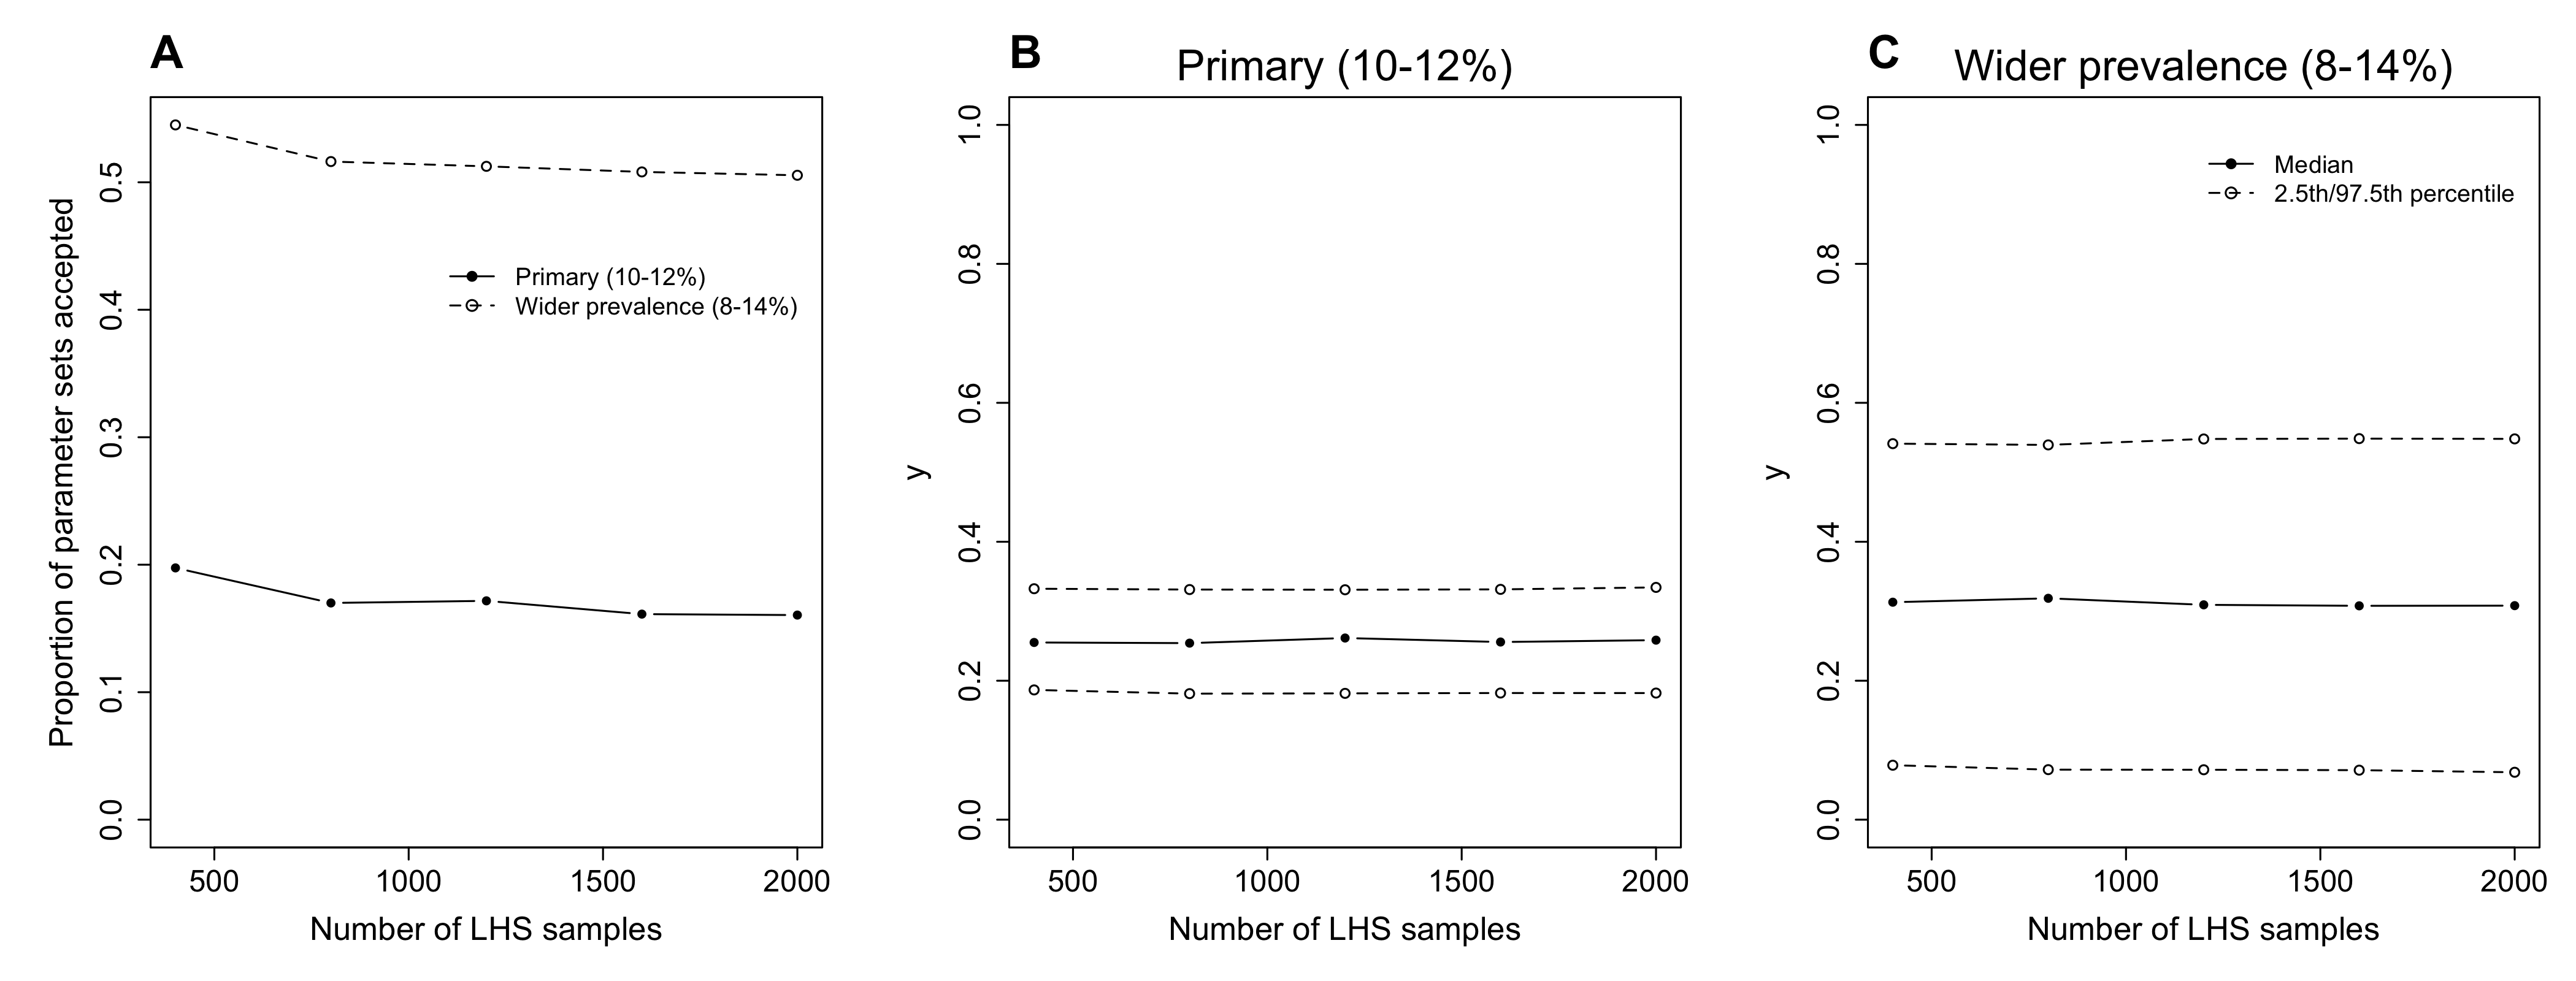 A
Proportion of parameter sets accepted
0.5
0.4
0.3
0.2
0.1
0.0
Primary (10-12%)
Wider prevalence (8-14%)
500 1000 1500 2000
Number of LHS samples
B Primary (10-12%)
y
1.0
0.8
0.6
0.4
0.2
0.0
500 1000 1500 2000
Number of LHS samples
C Wider prevalence (8-14%)
y
1.0
0.8
0.6
0.4
0.2
0.0
Median
2.5th/97.5th percentile
500 1000 1500 2000
Number of LHS samples